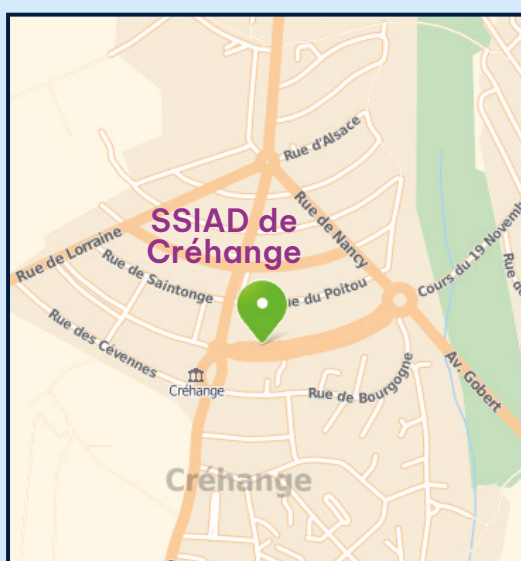 Rue d'Alsace
Rue de Nancy
SSIAD de
Créhange
Rue de Lorraine
Rue de Saintonge
ue du Poitou
Cours du 19 Novemb
Rue d
Rue des Cévennes
Créhange
Rue de Bourgogne
Av. Gobert
Créhange